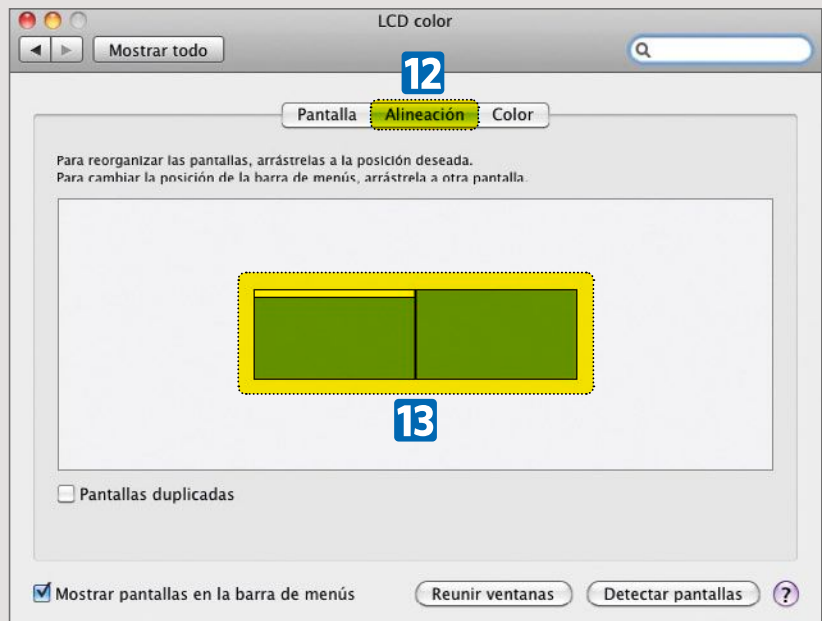 LCD color
Mostrar todo
12
Pantalla Alineación Color
Para reorganizar las pantallas, arrástrelas a la posición deseada.
Para cambiar la posición de la barra de menús, arrástrela a otra pantalla.
13
Pantallas duplicadas
Mostrar pantallas en la barra de menús Reunir ventanas Detectar pantallas ?